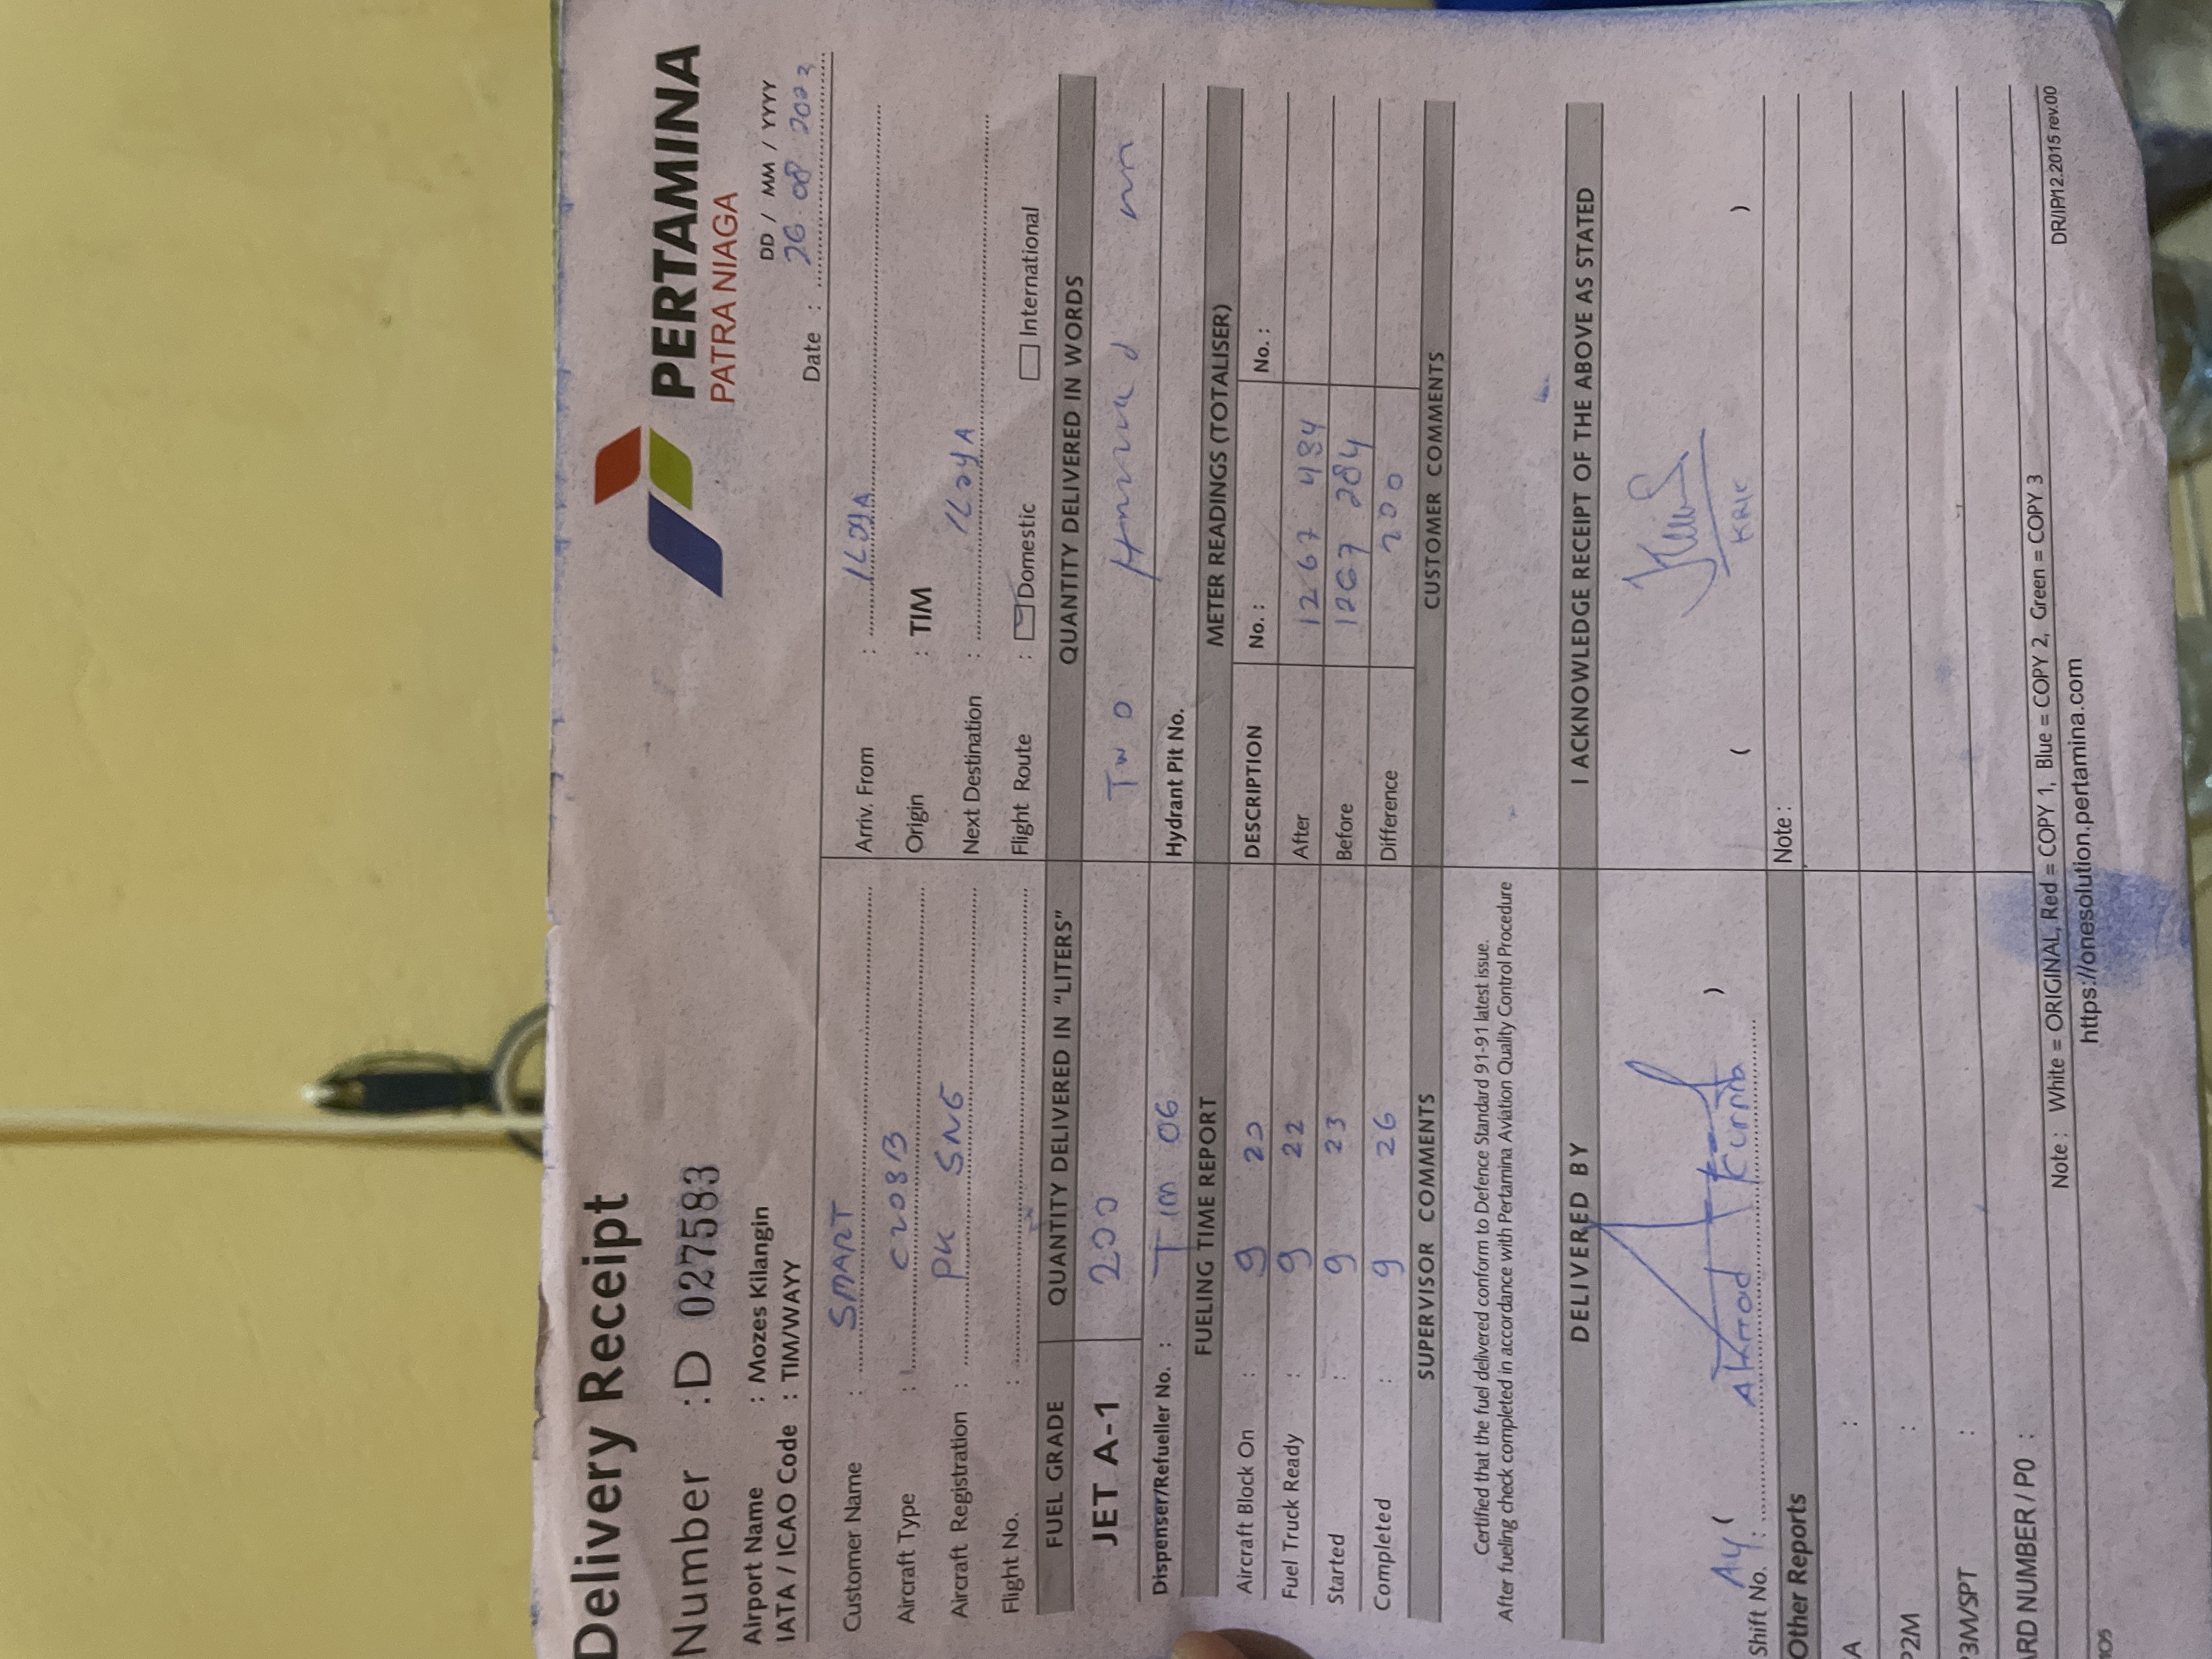 Delivery Receipt
PERTAMINA
PATRA NIAGA
Number : D 027583
Airport Name : Mozes Kilangin
IATA / ICAO Code : TIM/WAYY
DD / MM / YYYY
Date : 26 08 2023
Customer Name : SMART
Aircraft Type : C208B
Aircraft Registration : PK SNG
Flight No. :
Arriv. From :
Origin : TIM
Next Destination :
Flight Route : Domestic International
FUEL GRADE QUANTITY DELIVERED IN "LITERS" QUANTITY DELIVERED IN WORDS
JET A-1 200 Two
Dispenser/Refueller No. : Tim 06 Hydrant Pit No.
FUELING TIME REPORT METER READINGS (TOTALISER)
Aircraft Block On : 9 20 DESCRIPTION No. : No. :
Fuel Truck Ready : 9 22 After 1267 484
Started : 9 23 Before 1267 284
Completed : 9 26 Difference 200
SUPERVISOR COMMENTS CUSTOMER COMMENTS
Certified that the fuel delivered conform to Defence Standard 91-91 latest issue.
After fueling check completed in accordance with Pertamina Aviation Quality Control Procedure
DELIVERED BY I ACKNOWLEDGE RECEIPT OF THE ABOVE AS STATED
Shift No. : ( ) ( )
Other Reports Note :
A :
P2M :
P3M/SPT :
ARD NUMBER / PO :
Note : White = ORIGINAL, Red = COPY 1, Blue = COPY 2, Green = COPY 3 DR/IP/12.2015 rev.00
https://onesolution.pertamina.com